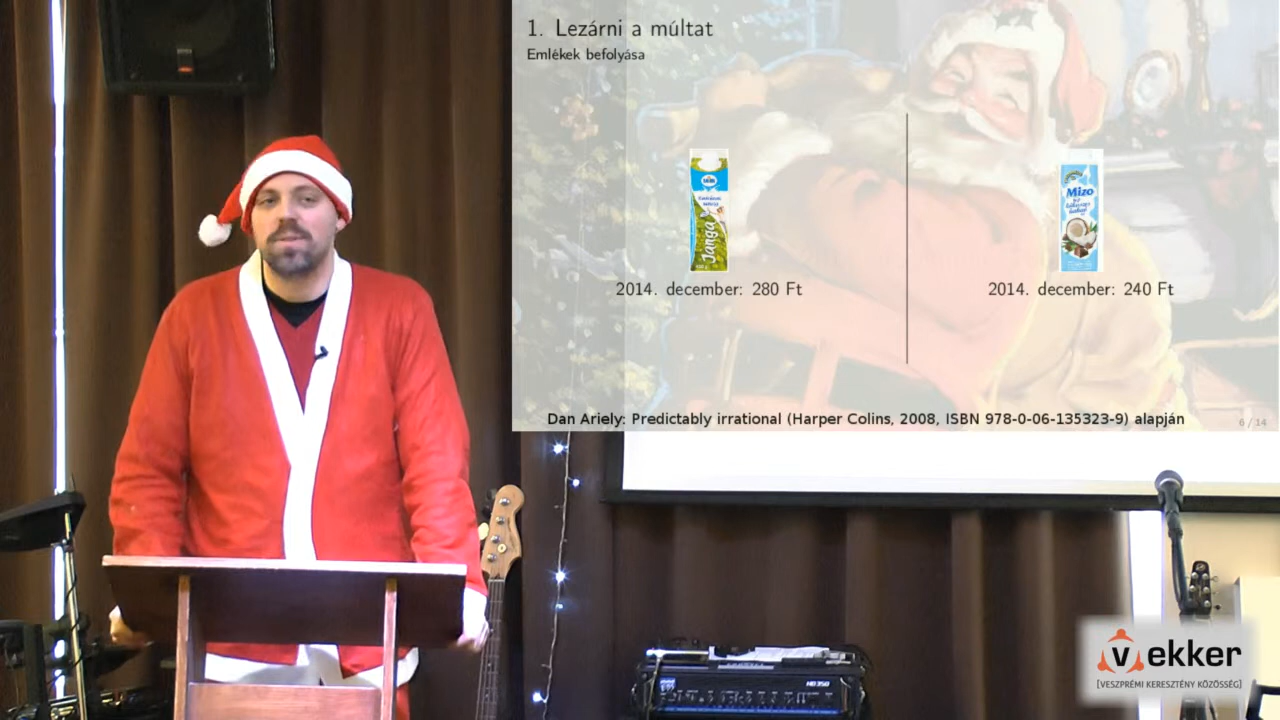 1. Lezárni a múltat
Emlékek befolyása
Janga
Mizo
2014. december: 280 Ft
2014. december: 240 Ft
Dan Ariely: Predictably irrational (Harper Colins, 2008, ISBN 978-0-06-135323-9) alapján
6 / 14
vekker
[VESZPRÉMI KERESZTÉNY KÖZÖSSÉG]